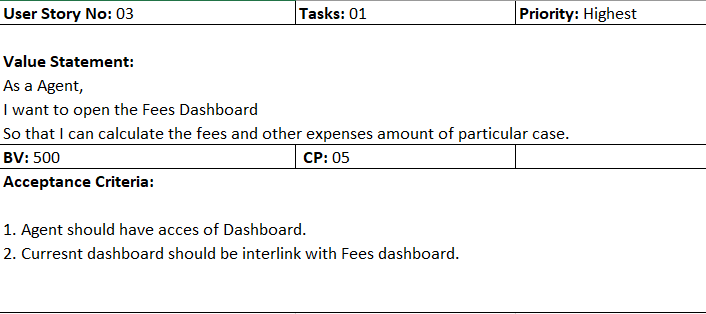 User Story No: 03 Tasks: 01 Priority: Highest
Value Statement:
As a Agent,
I want to open the Fees Dashboard
So that I can calculate the fees and other expenses amount of particular case.
BV: 500 CP: 05
Acceptance Criteria:
1. Agent should have acces of Dashboard.
2. Curresnt dashboard should be interlink with Fees dashboard.